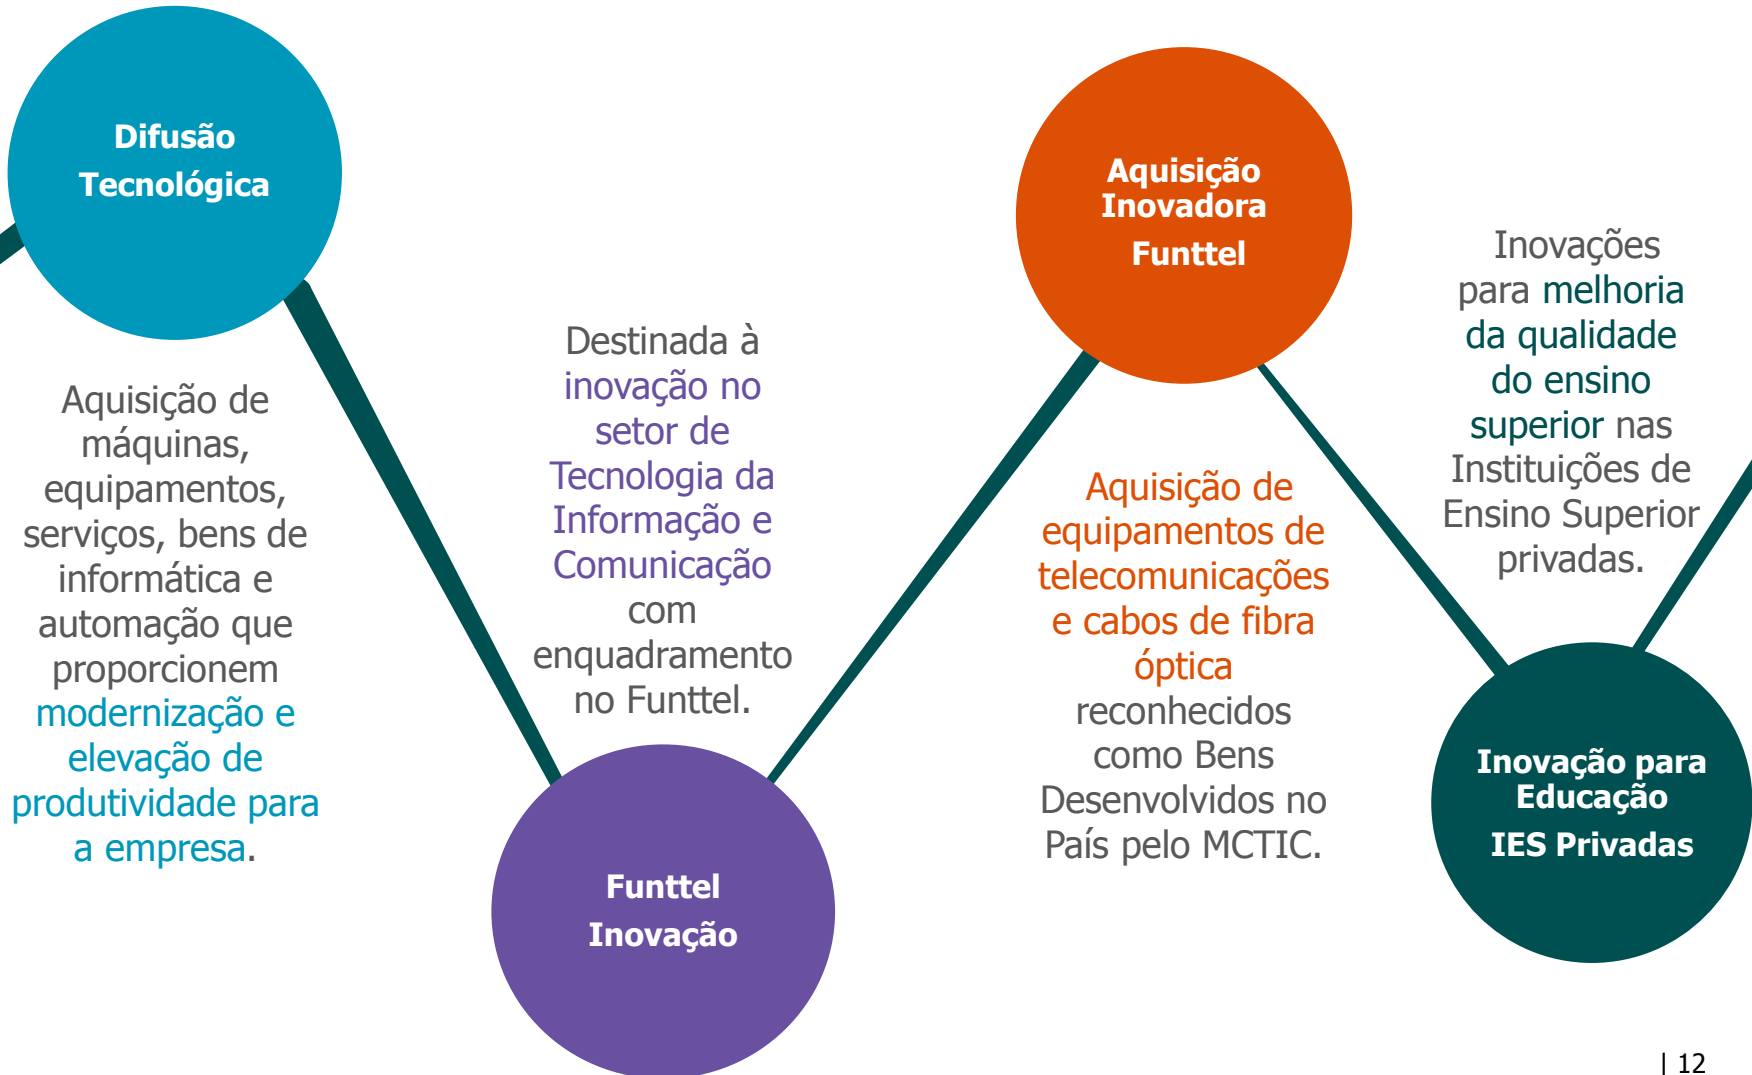 Difusão
Tecnológica
Aquisição de
máquinas,
equipamentos,
serviços, bens de
informática e
automação que
proporcionem
modernização e
elevação de
produtividade para
a empresa.
Destinada à
inovação no
setor de
Tecnologia da
Informação e
Comunicação
com
enquadramento
no Funttel.
Funttel
Inovação
Aquisição
Inovadora
Funttel
Aquisição de
equipamentos de
telecomunicações
e cabos de fibra
óptica
reconhecidos
como Bens
Desenvolvidos no
País pelo MCTIC.
Inovações
para melhoria
da qualidade
do ensino
superior nas
Instituições de
Ensino Superior
privadas.
Inovação para
Educação
IES Privadas
| 12